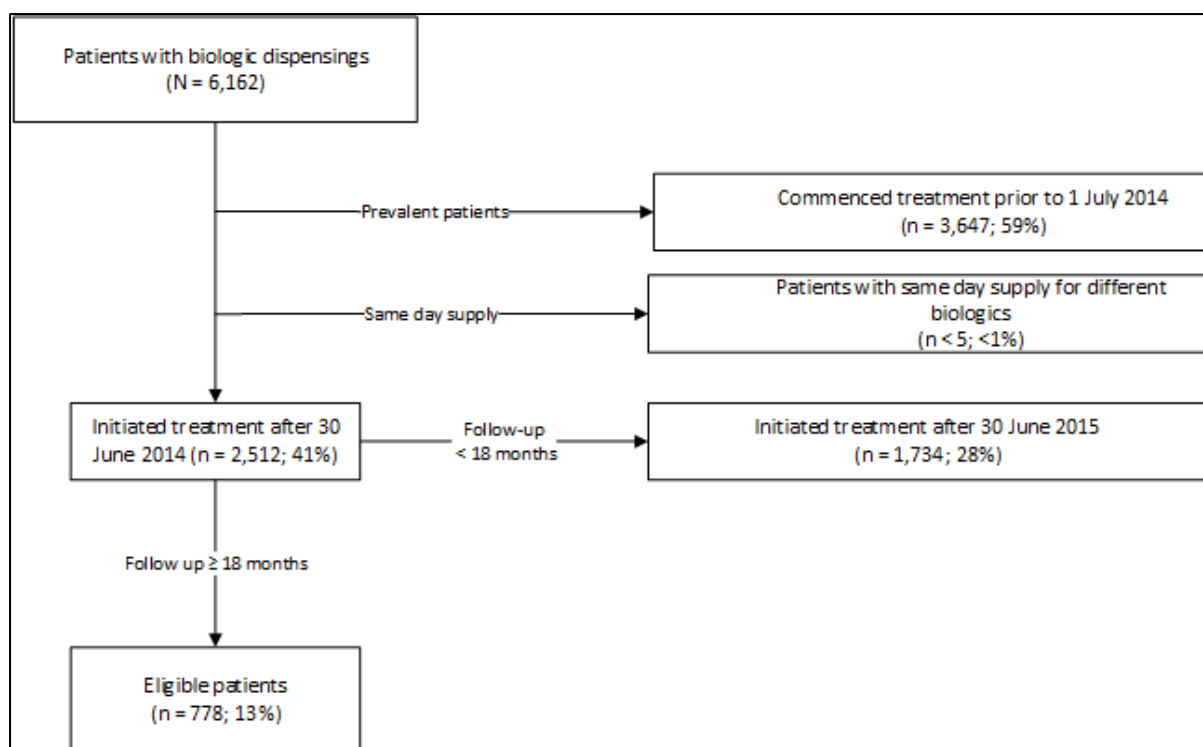 Patients with biologic dispensings
(N = 6,162)
Prevalent patients
Commenced treatment prior to 1 July 2014
(n = 3,647; 59%)
Same day supply
Patients with same day supply for different
biologics
(n < 5; <1%)
Initiated treatment after 30
June 2014 (n = 2,512; 41%)
Follow-up
< 18 months
Initiated treatment after 30 June 2015
(n = 1,734; 28%)
Follow up ≥ 18 months
Eligible patients
(n = 778; 13%)